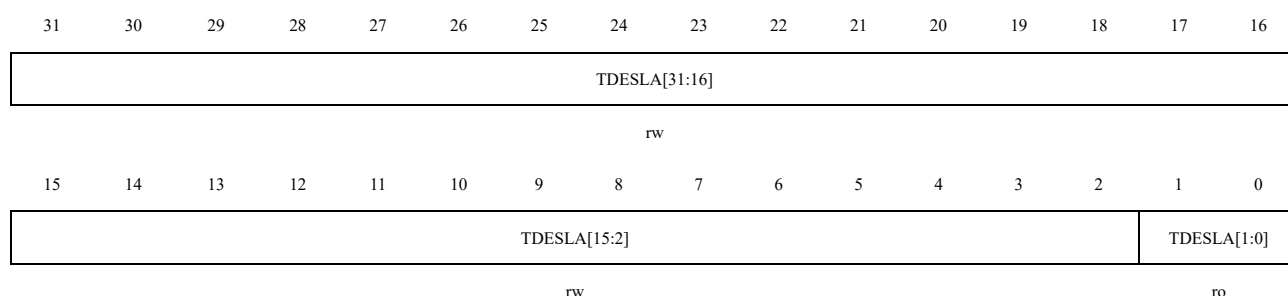 31 30 29 28 27 26 25 24 23 22 21 20 19 18 17 16
TDESLA[31:16]
rw
15 14 13 12 11 10 9 8 7 6 5 4 3 2 1 0
TDESLA[15:2] TDESLA[1:0]
rw ro